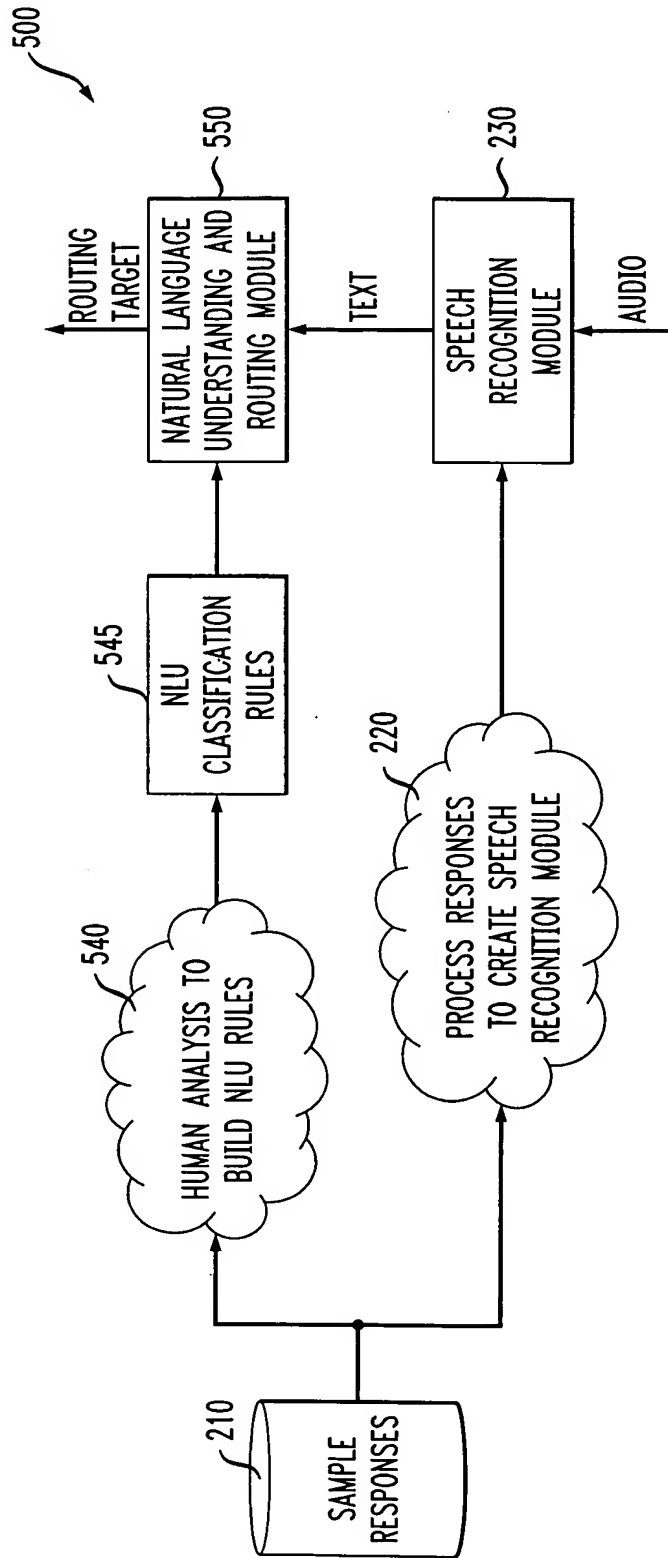 500
ROUTING
TARGET
550
NATURAL LANGUAGE
UNDERSTANDING AND
ROUTING MODULE
545
NLU
CLASSIFICATION
RULES
540
HUMAN ANALYSIS TO
BUILD NLU RULES
210
SAMPLE
RESPONSES
220
PROCESS RESPONSES
TO CREATE SPEECH
RECOGNITION MODULE
TEXT
230
SPEECH
RECOGNITION
MODULE
AUDIO